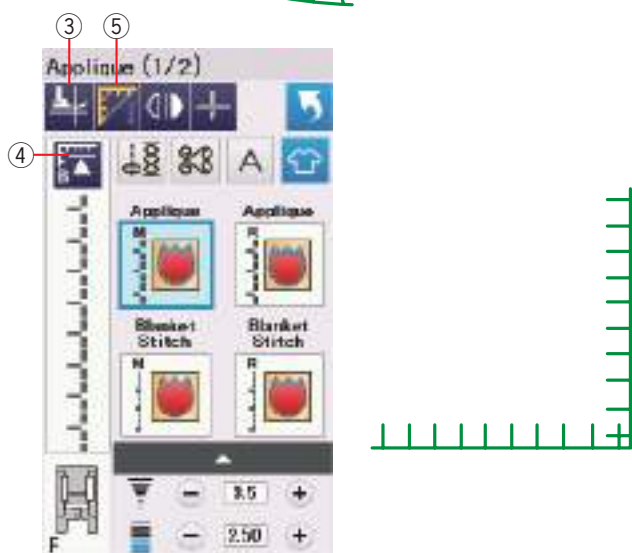 ③ ⑤
Applique (1/2)
④
B
A
Applique Applique
M R
Blanket Blanket
Stitch Stitch
M R
3.5
2.50
F